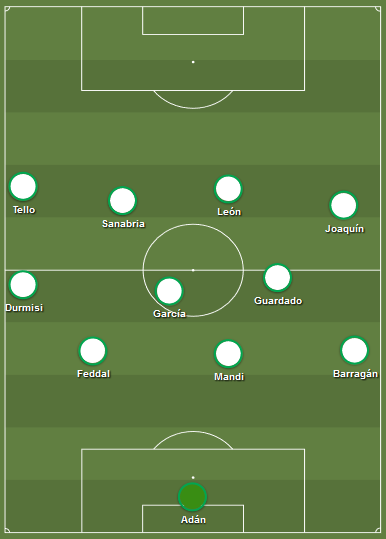 Tello
Sanabria
León
Joaquín
Durmisi
García
Guardado
Feddal
Mandi
Barragán
Adán